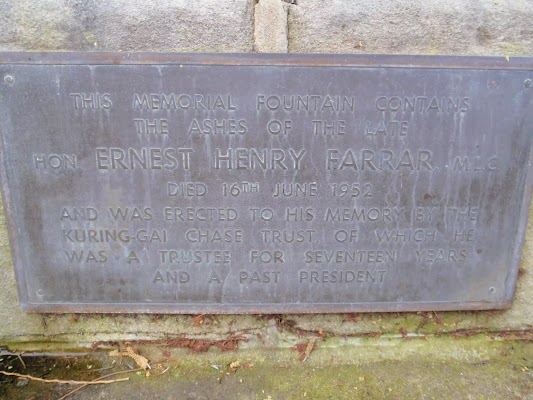 THIS MEMORIAL FOUNTAIN CONTAINS
THE ASHES OF THE LATE
HON ERNEST HENRY FARRAR M.L.C
DIED 16TH JUNE 1952
AND WAS ERECTED TO HIS MEMORY BY THE
KURING-GAI CHASE TRUST OF WHICH HE
WAS A TRUSTEE FOR SEVENTEEN YEARS
AND A PAST PRESIDENT